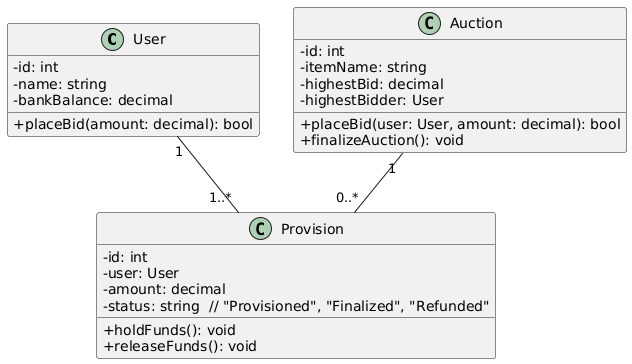 C User
-id: int
-name: string
-bankBalance: decimal
+placeBid(amount: decimal): bool
C Auction
-id: int
-itemName: string
-highestBid: decimal
-highestBidder: User
+placeBid(user: User, amount: decimal): bool
+finalizeAuction(): void
1
1..*
1
0..*
C Provision
-id: int
-user: User
-amount: decimal
-status: string  // "Provisioned", "Finalized", "Refunded"
+holdFunds(): void
+releaseFunds(): void